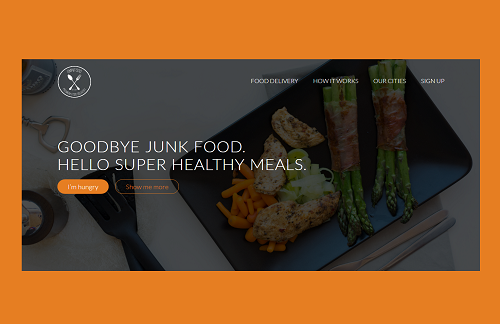 FOOD DELIVERY HOW IT WORKS OUR CITIES SIGN UP
GOODBYE JUNK FOOD.
HELLO SUPER HEALTHY MEALS.
I'm hungry Show me more